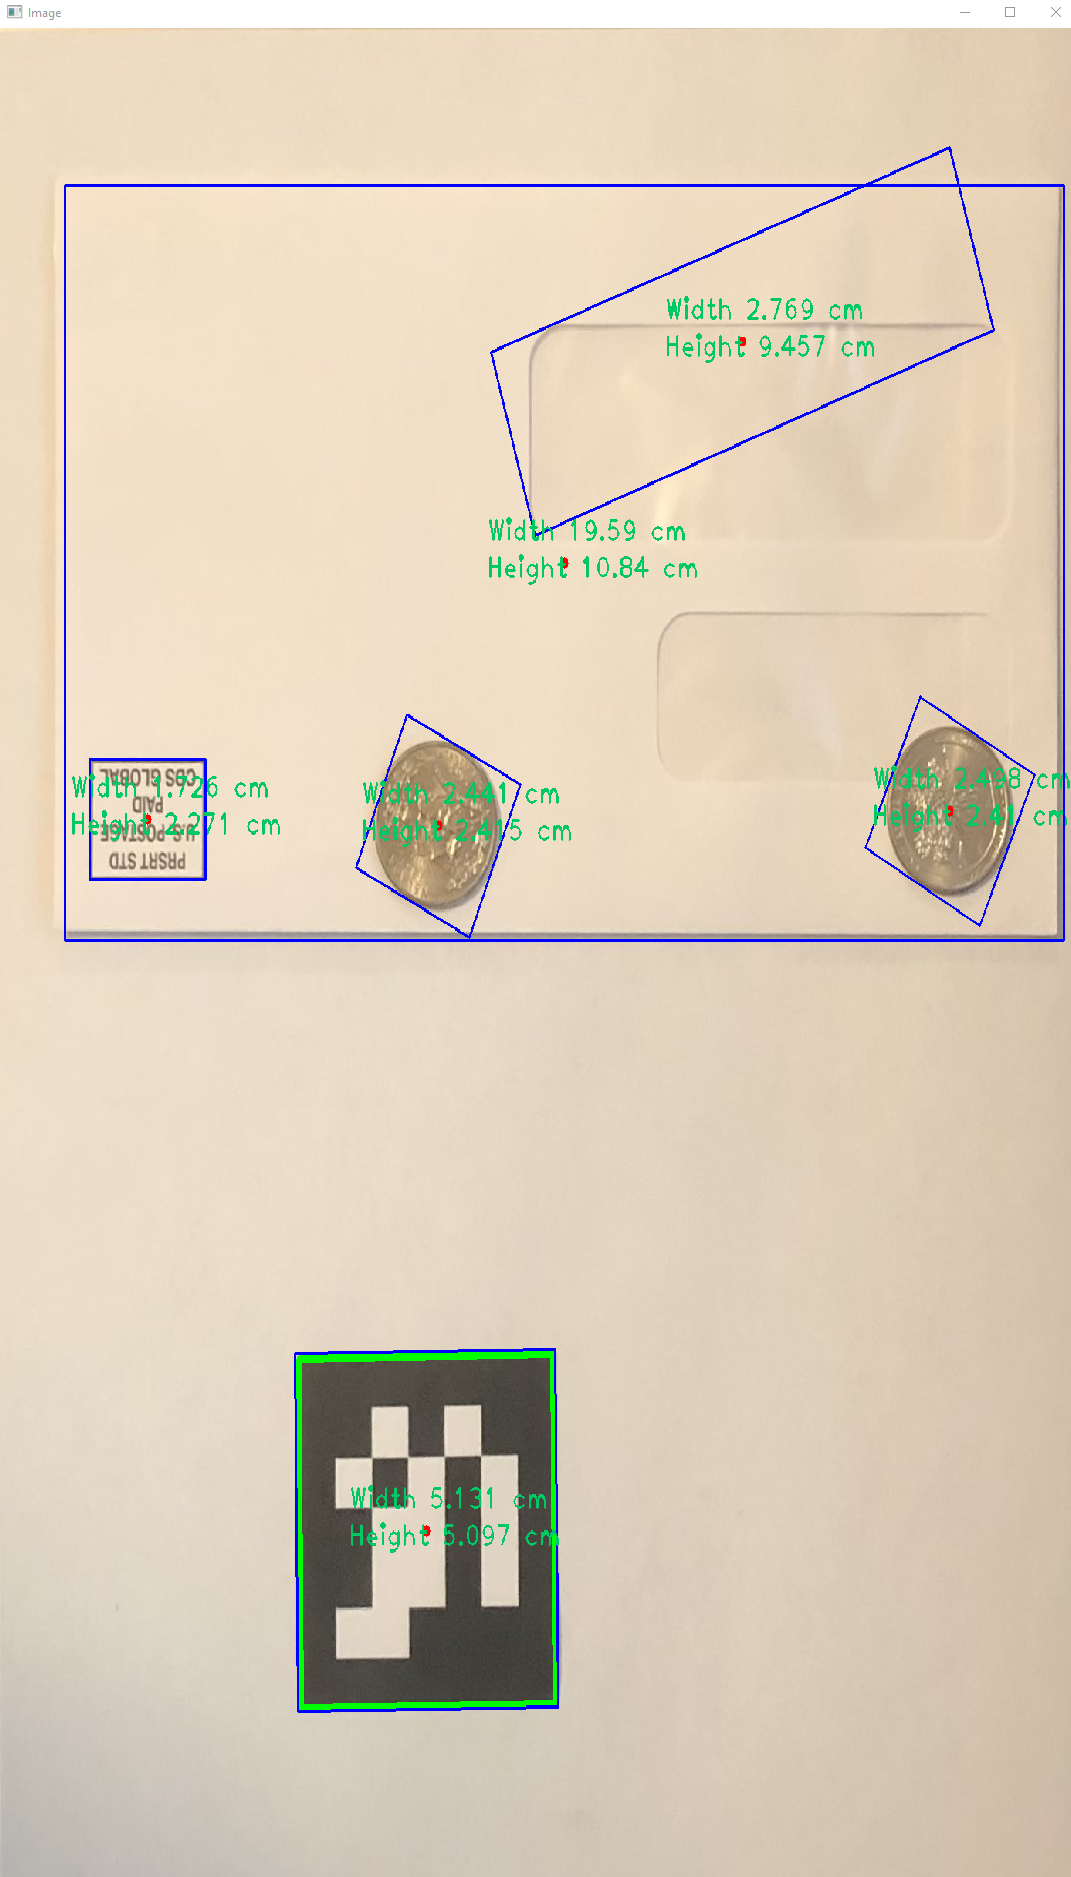 Image
Width 2.769 cm
Height 9.457 cm
Width 19.59 cm
Height 10.84 cm
Width 2.498 cm
Height 2.41 cm
Width 1.726 cm
Height 2.271 cm
Width 2.441 cm
Height 2.415 cm
PRSRT STD
U.S POSTAGE
PAID
CDS GLOBAL
Width 5.131 cm
Height 5.097 cm